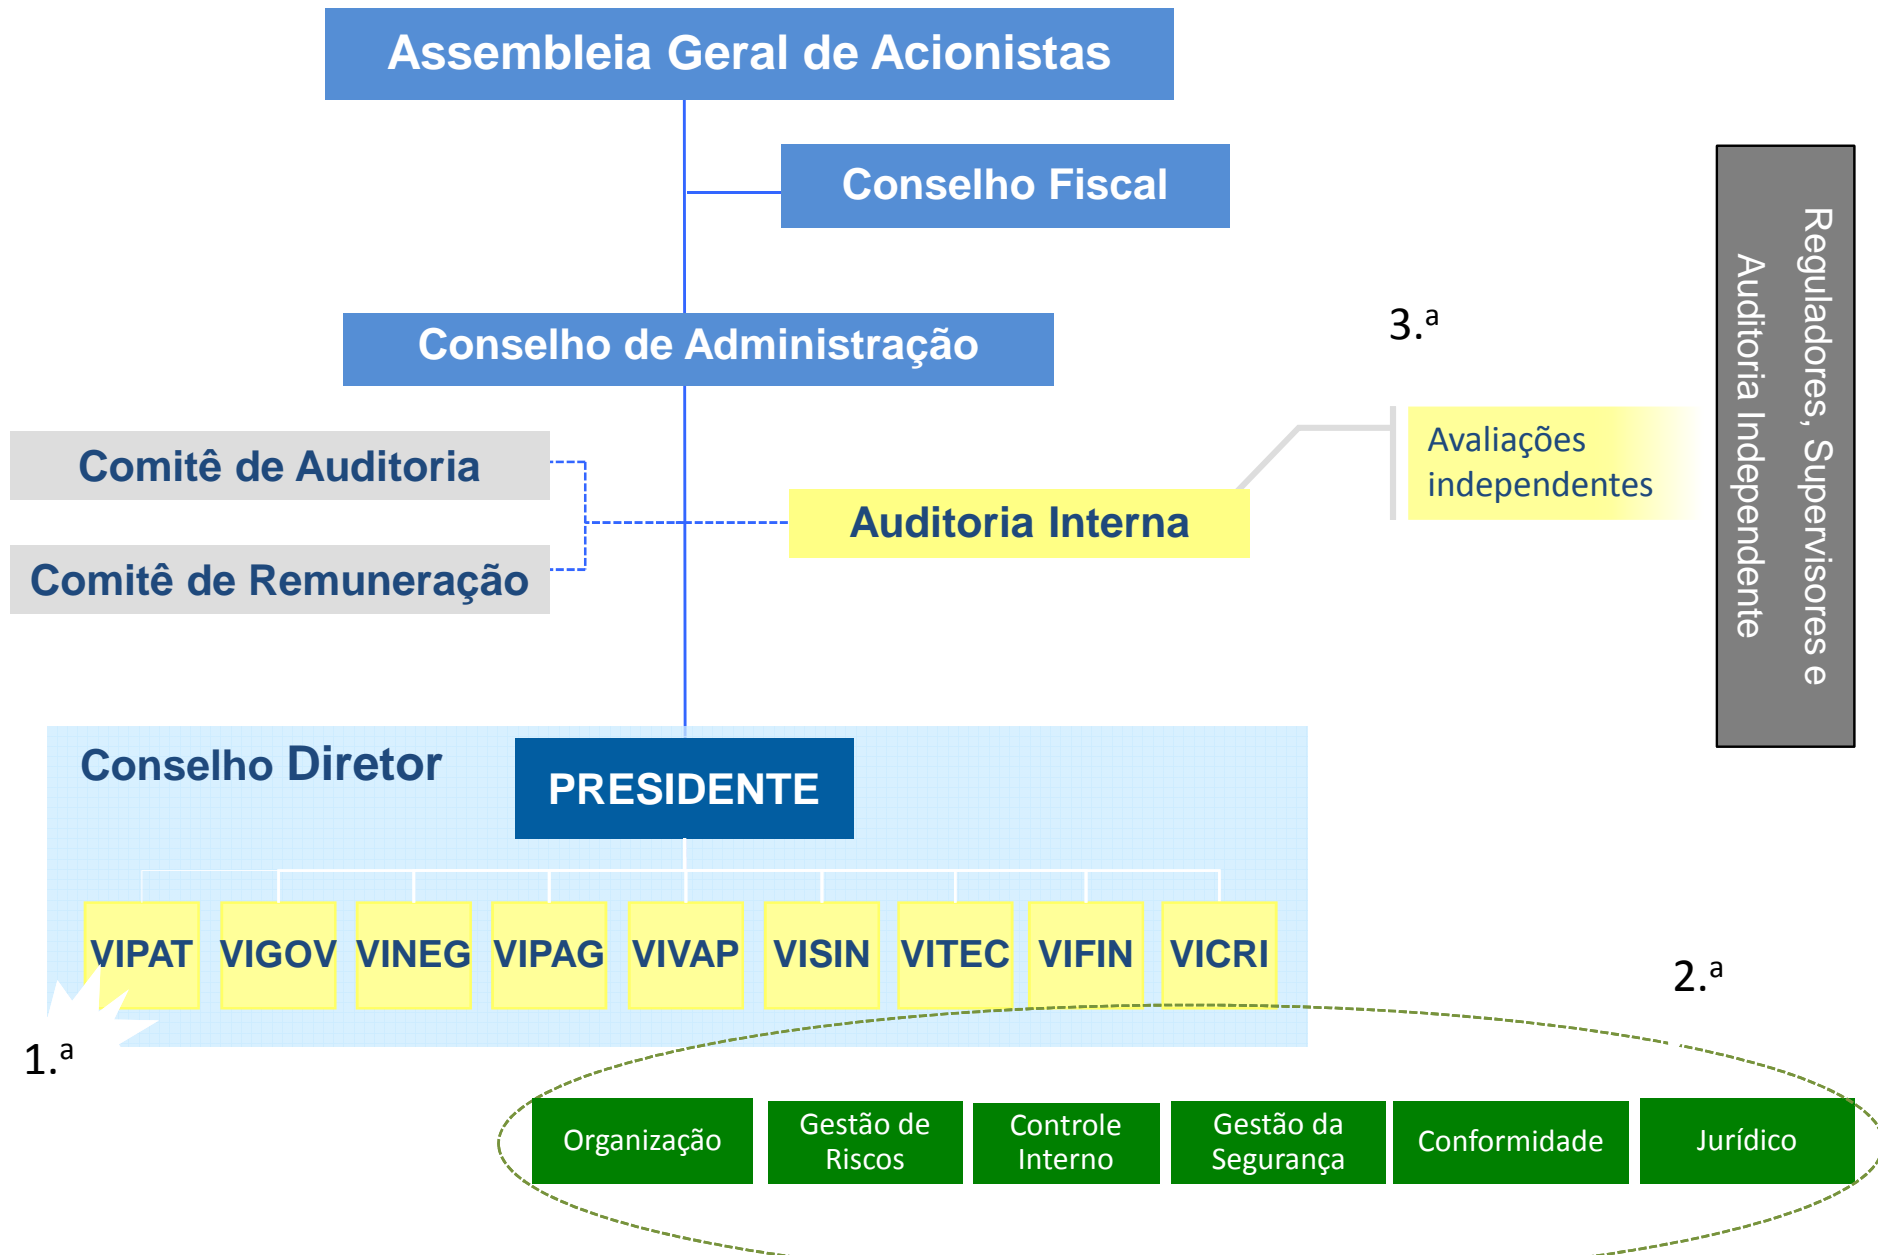 Assembleia Geral de Acionistas
Conselho Fiscal
Reguladores, Supervisores e
Auditoria Independente
3.ª
Conselho de Administração
Avaliações
independentes
Comitê de Auditoria
Auditoria Interna
Comitê de Remuneração
Conselho Diretor
PRESIDENTE
VIPAT
VIGOV
VINEG
VIPAG
VIVAP
VISIN
VITEC
VIFIN
VICRI
2.ª
1.ª
Organização
Gestão de
Riscos
Controle
Interno
Gestão da
Segurança
Conformidade
Jurídico